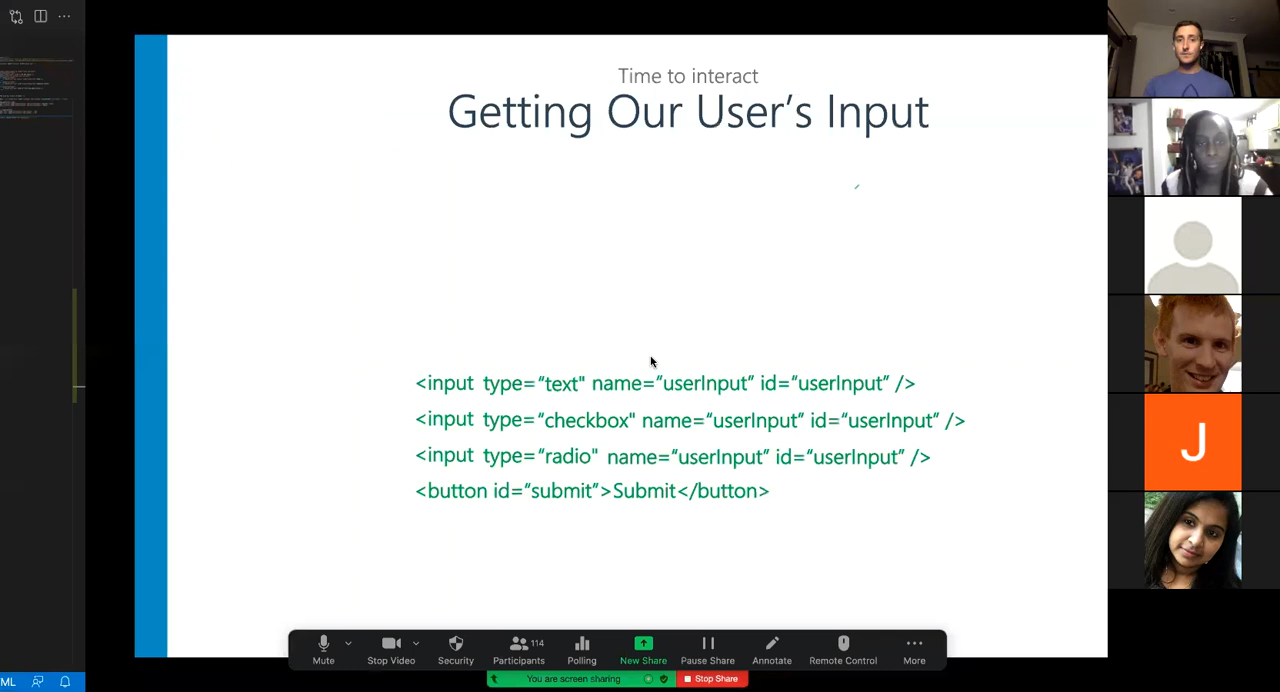 Time to interact
Getting Our User’s Input
<input type=“text" name=“userInput” id=“userInput” />
<input type=“checkbox" name=“userInput” id=“userInput” />
<input type=“radio" name=“userInput” id=“userInput” />
<button id=“submit”>Submit</button>
J
114
Mute Stop Video Security Participants Polling New Share Pause Share Annotate Remote Control More
You are screen sharing Stop Share
ML